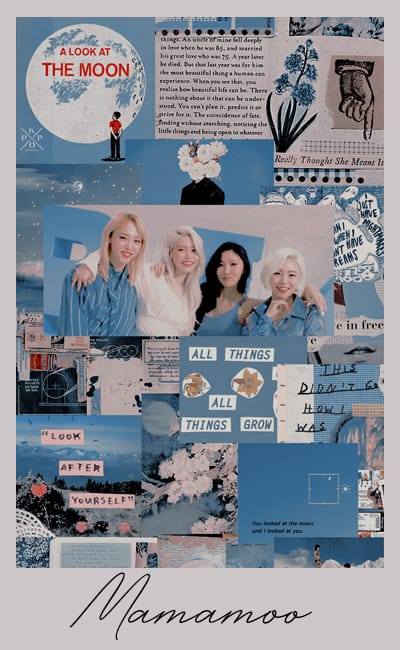 A LOOK AT
THE MOON
things. An uncle of mine fell deeply
in love when he was 85, and married
his great love who was 75. A year later
he died. But that last year was for him
the most beautiful thing a human can
experience. When you see that, you
realise how beautiful life can be. There
is nothing about it that can be under-
stood. You can't plan it, predict it or
strive for it. The coincidence of fate,
finding without searching, noticing the
little things and being open to whatever
Really Thought She Meant It
JUST
HAVE
NIGHTMARES
I
DON'T
HAVE
DREAMS
e in free
ALL THINGS
ALL
THINGS GROW
THIS
DIDN'T GO
HOW I
WAS
"LOOK
AFTER
YOURSELF"
You looked at the moon
and I looked at you.
Mamamoo